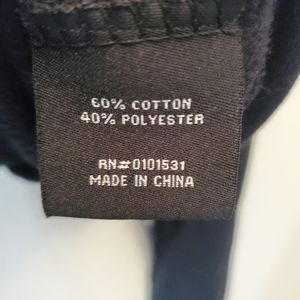 60% COTTON
40% POLYESTER
RN#0101531
MADE IN CHINA